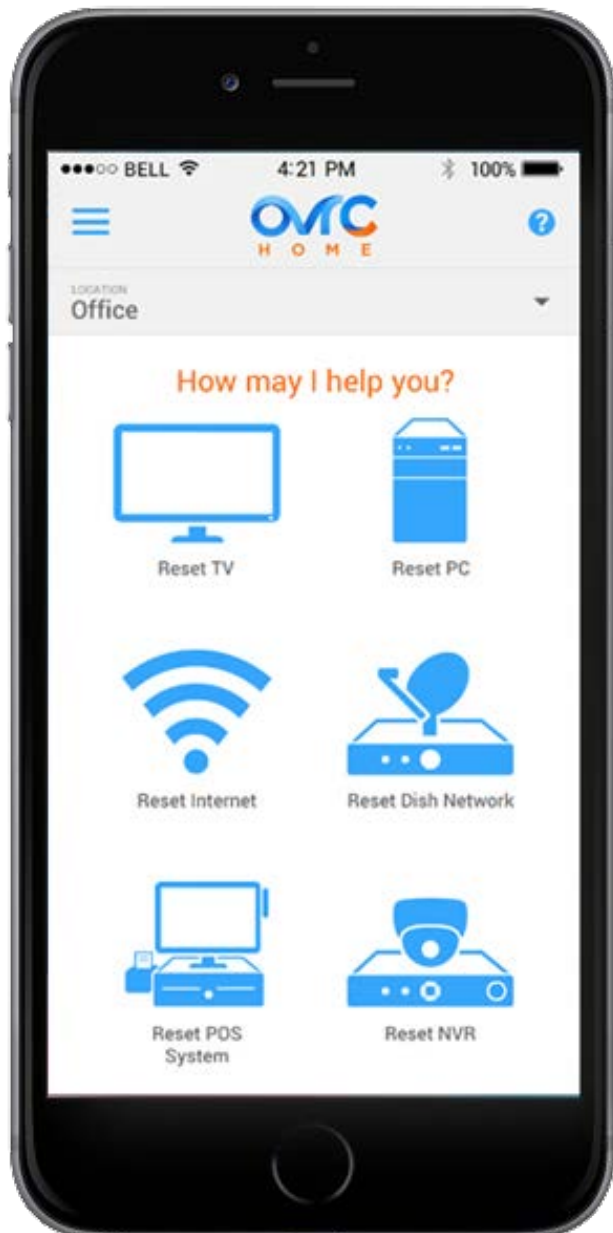 BELL 4:21 PM 100%
OvrC
HOME
?
LOCATION
Office
How may I help you?
Reset TV Reset PC
Reset Internet Reset Dish Network
Reset POS
System
Reset NVR